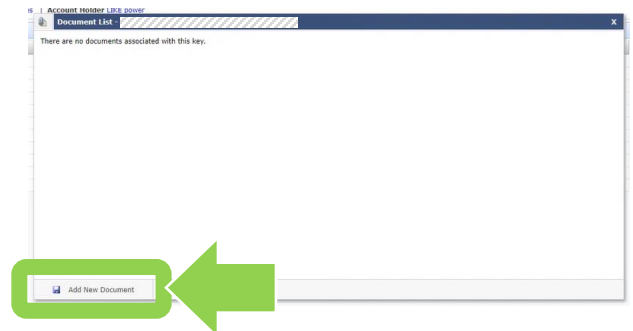 | Account Holder LIKE power
Document List -
x
There are no documents associated with this key.
Add New Document